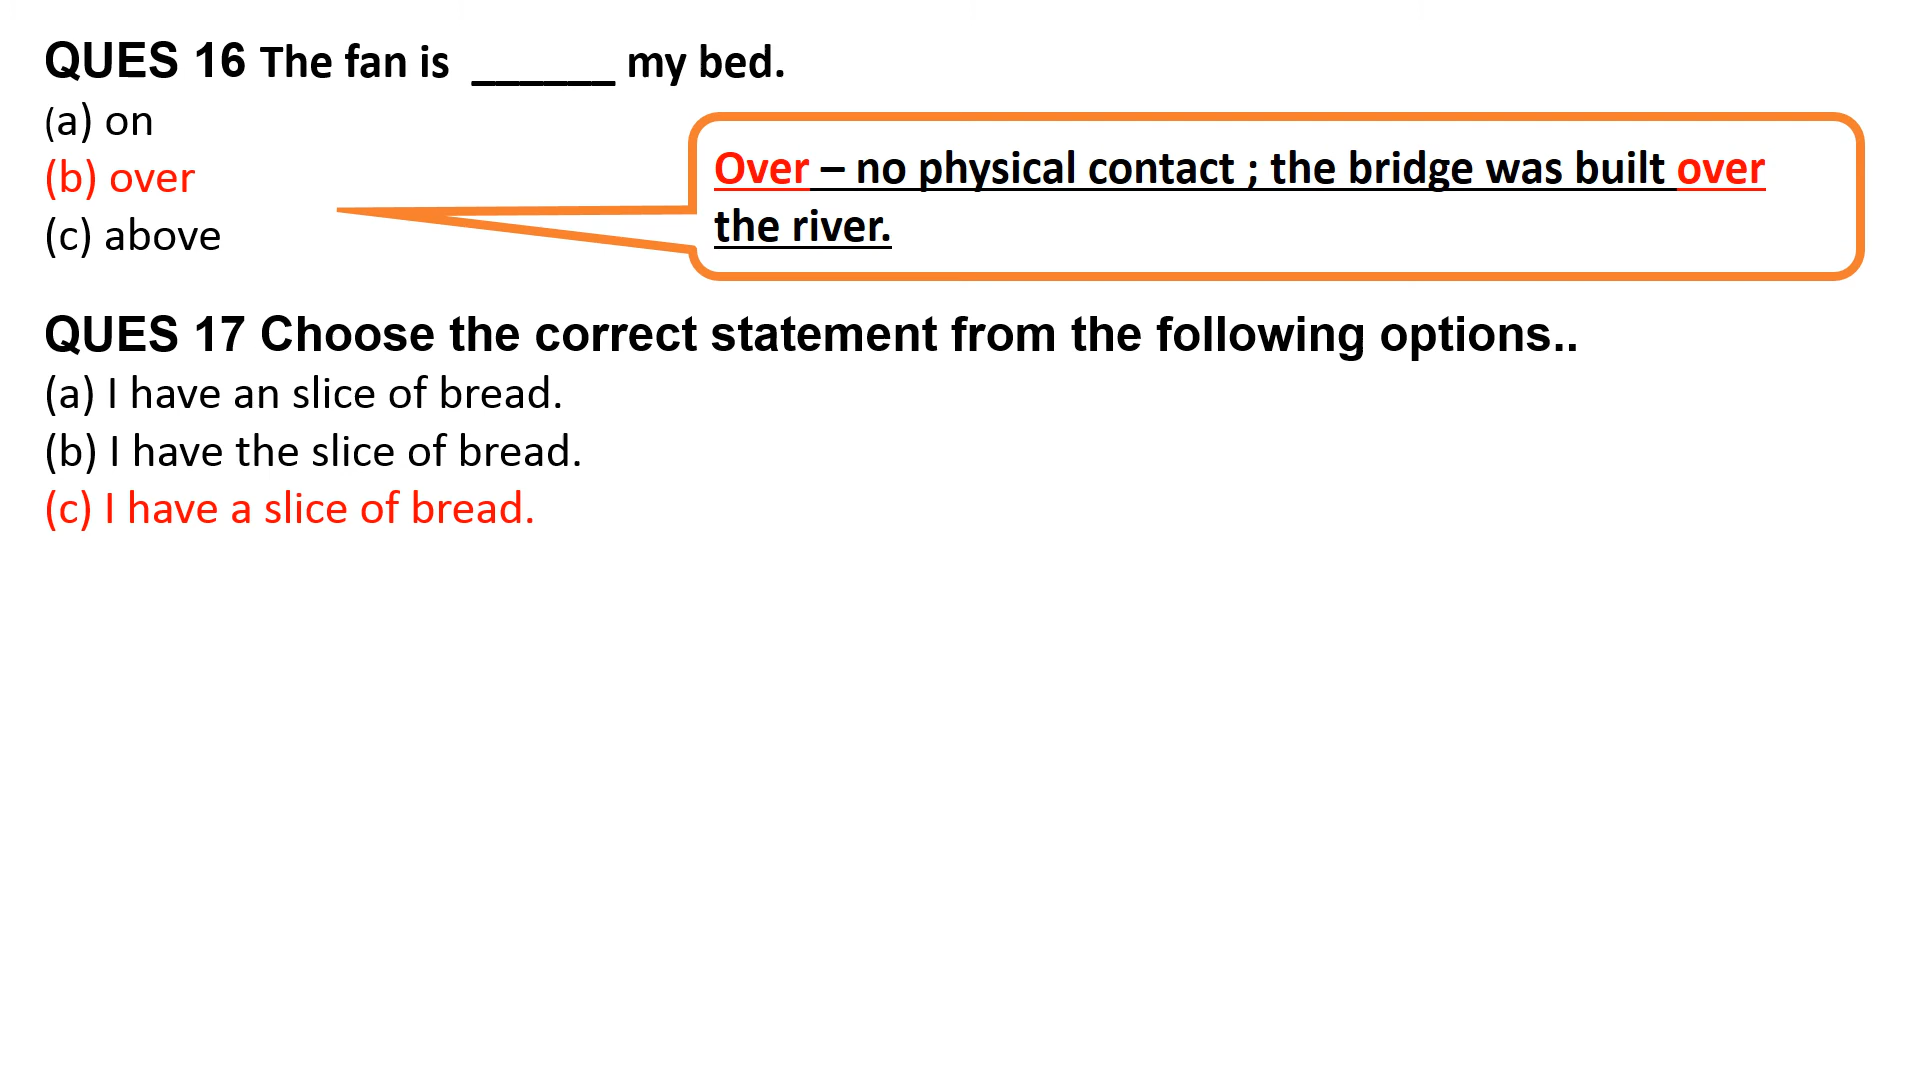 QUES 16 The fan is ______ my bed.
(a) on
(b) over
(c) above
Over – no physical contact ; the bridge was built over
the river.
QUES 17 Choose the correct statement from the following options..
(a) I have an slice of bread.
(b) I have the slice of bread.
(c) I have a slice of bread.